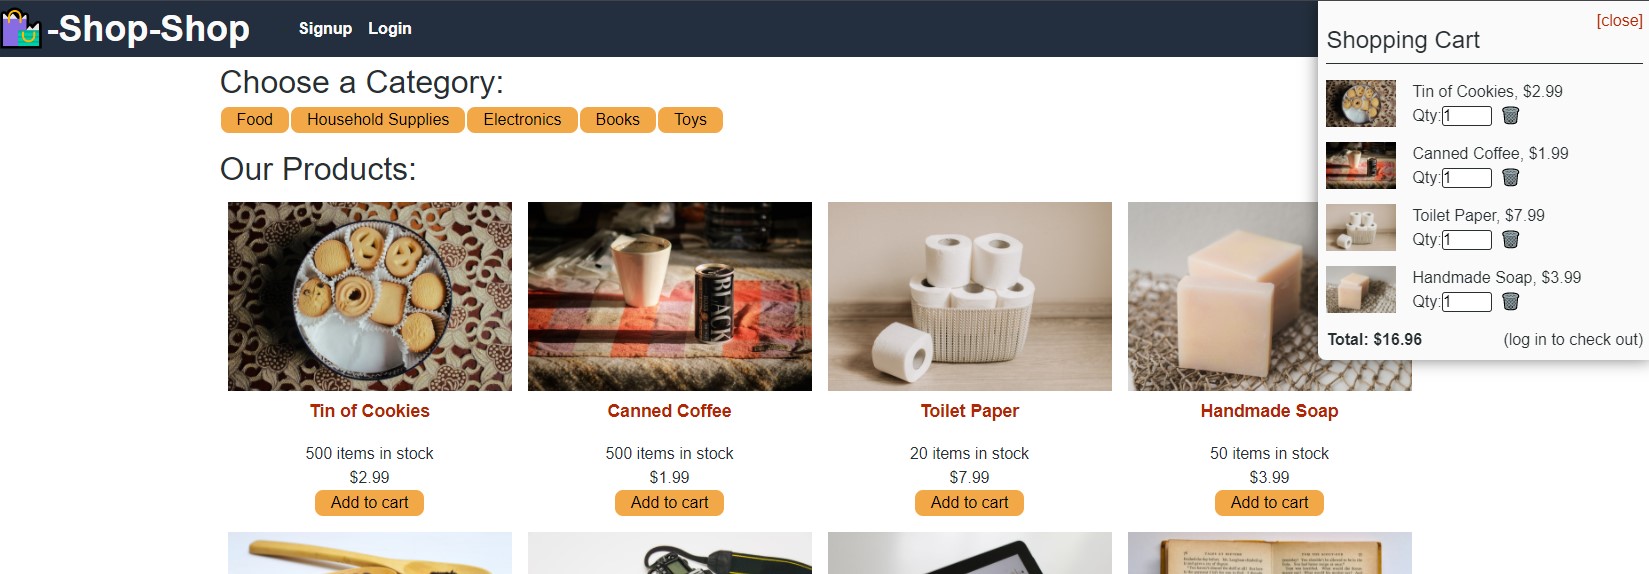 -Shop-Shop
Signup Login
Choose a Category:
Food Household Supplies Electronics Books Toys
Our Products:
BLACK
Tin of Cookies
500 items in stock
$2.99
Add to cart
Canned Coffee
500 items in stock
$1.99
Add to cart
Toilet Paper
20 items in stock
$7.99
Add to cart
Handmade Soap
50 items in stock
$3.99
Add to cart
[close]
Shopping Cart
Tin of Cookies, $2.99
Qty:1
Canned Coffee, $1.99
Qty:1
Toilet Paper, $7.99
Qty:1
Handmade Soap, $3.99
Qty:1
Total: $16.96 (log in to check out)